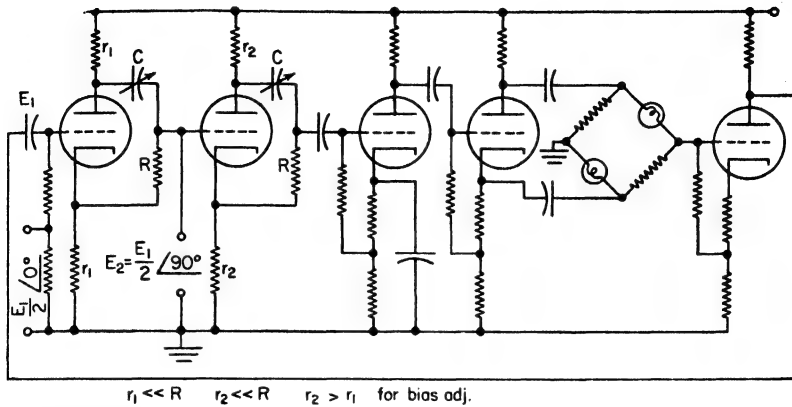 r₁
C
r₂
C
E₁
R
R
E₁/2 ∠0°
r₁
E₂= E₁/2 ∠90°
r₂
r₁ << R r₂ << R r₂ > r₁ for bias adj.